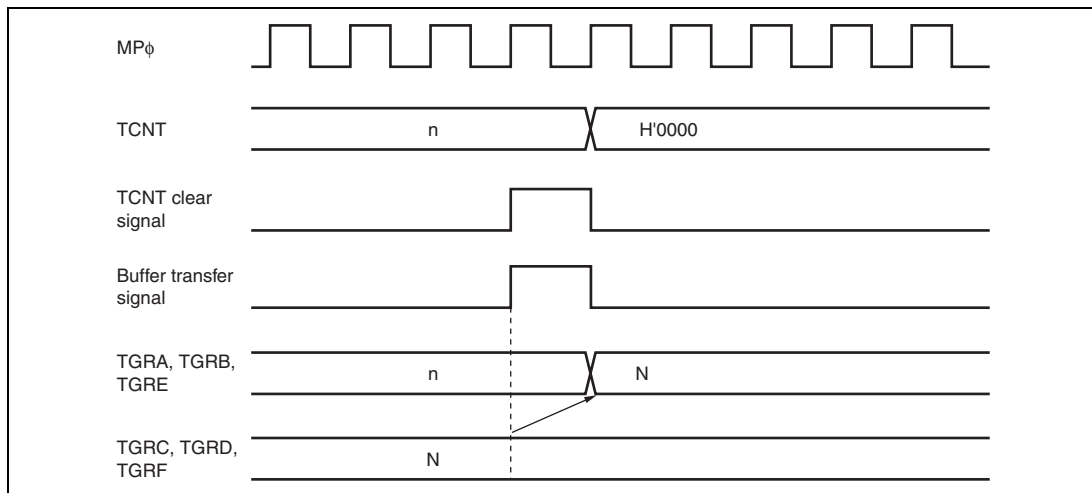 MPϕ
TCNT
n
H'0000
TCNT clear
signal
Buffer transfer
signal
TGRA, TGRB,
TGRE
n
N
TGRC, TGRD,
TGRF
N